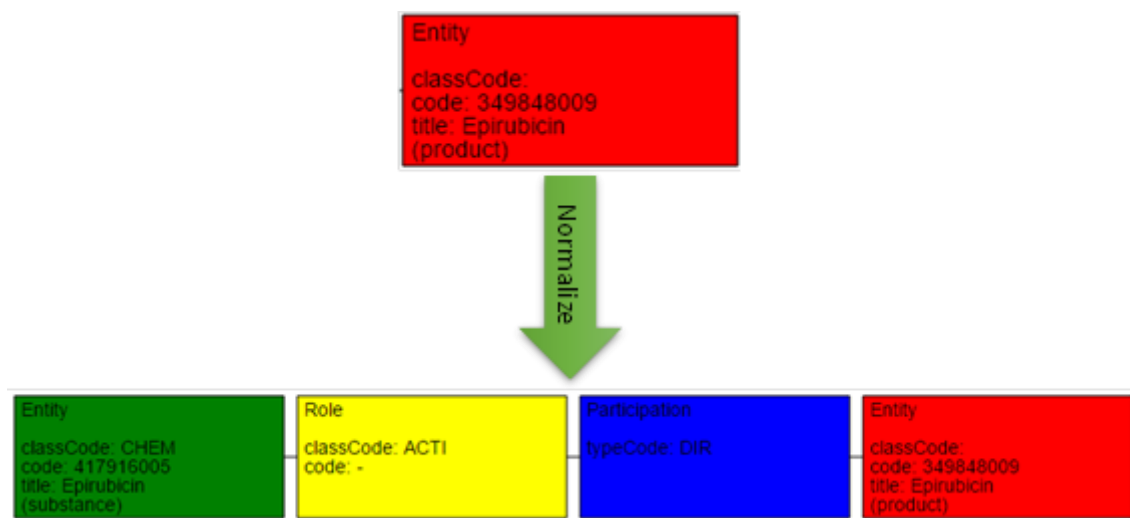 Entity
classCode:
code: 349848009
title: Epirubicin
(product)
Normalize
Entity
classCode: CHEM
code: 417916005
title: Epirubicin
(substance)
Role
classCode: ACTI
code: -
Participation
typeCode: DIR
Entity
classCode:
code: 349848009
title: Epirubicin
(product)